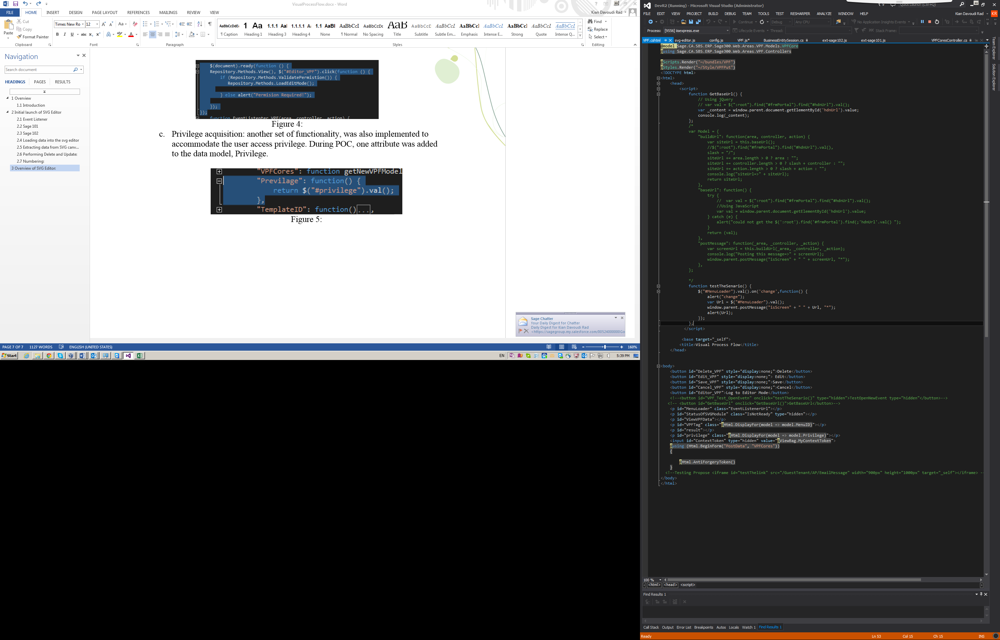 VisualProcessFlow.docx - Word
Kian Davoudi Rad
FILE HOME INSERT DESIGN PAGE LAYOUT REFERENCES MAILINGS REVIEW VIEW
Paste Cut Copy Format Painter
Times New Ro 12
AaBbCcDdEe 1 Aa 1.1.1 Aal 1.1.1.1 A 1.1 AaBl AaBbCcI AaBbCcDc AaB AaBbCcD AaBbCcI AaBbCcI AaBbCcI AaBbCcI AaBbCcI AaBbCcI AaBbCcI
¶ Caption Heading 1 Heading 3 Heading 4 None ¶ Normal No Spacing Title Subtitle Subtle Em... Emphasis Intense E... Strong Quote Intense Q...
Find
Replace
Select
Clipboard Font Paragraph Styles Editing
Navigation
Search document
HEADINGS PAGES RESULTS
1 Overview
1.1 Introduction
2 Initial launch of SVG Editor
2.1 Event Listener
2.2 Sage 101
2.3 Sage 102
2.4 Loading data into the svg editor
2.5 Extracting data from SVG canv...
2.6 Performing Delete and Update:
2.7 Numbering:
3 Overview of SVG Editor:
$(document).ready(function () {
Repository.Methods.View(), $("#Editor_VPF").click(function () {
if (Repository.Methods.ValidatePermistion()) {
Repository.Methods.LoadEditMode();
} else alert("Permision Required!");
});
});
function EventListenter_VPF(area, controller, action) {
Figure 4:
c. Privilege acquisition: another set of functionality, was also implemented to
accommodate the user access privilege. During POC, one attribute was added
to the data model, Privilege.
"VPFCores": function getNewVPFModel
"Previlage": function() {
return $("#privilege").val();
},
"TemplateID": function()...,
Figure 5:
Sage Chatter
Your Daily Digest for Chatter
Daily Digest for Kian Davoudi Rad
<https://sagegroup.my.salesforce.com/00524000000Go
PAGE 7 OF 7 1127 WORDS ENGLISH (UNITED STATES) 160%
Start EN 5:39 PM
DevR2 (Running) - Microsoft Visual Studio (Administrator)
Quick Launch (Ctrl+Q)
FILE EDIT VIEW PROJECT BUILD DEBUG TEAM TOOLS TEST RESHARPER ANALYZE WINDOW HELP Kian Davoudi Rad KR
Continue Debug Any CPU No Application Insights Events
Process: [9556] iisexpress.exe Lifecycle Events Thread: Stack Frame:
VPF.cshtml svg-editor.js config.js VPF.js* BusinessEntitySession.cs ext-sage102.js ext-sage101.js VPFCoresController.cs
Team Explorer
Solution Explorer
@model Sage.CA.SBS.ERP.Sage300.Web.Areas.VPF.Models.VPFCore
@using Sage.CA.SBS.ERP.Sage300.Web.Areas.VPF.Controllers
@Scripts.Render("~/bundles/VPF")
@Styles.Render("~/Style/VPFPut")
<!DOCTYPE html>
<html>
<head>
<script>
function GetBaseUrl() {
// Using jQuery
// var val = $(":root").find("#frmPortal").find("#hdnUrl").val();
var _content = window.parent.document.getElementById('hdnUrl').value;
console.log(_content);
};
/*
var Model = {
"buildUrl": function(area, controller, action) {
var siteUrl = this.baseUrl();
//$(":root").find("#frmPortal").find("#hdnUrl").val(),
slash = "/";
siteUrl += area.length > 0 ? area : "";
siteUrl += controller.length > 0 ? slash + controller : "";
siteUrl += action.length > 0 ? slash + action : "";
console.log("siteUrl=>" + siteUrl);
return siteUrl;
},
"baseUrl": function() {
try {
//  var val = $(":root").find("#frmPortal").find("#hdnUrl").val();
//Using JavaScript
var val = window.parent.document.getElementById('hdnUrl').value;
} catch (e) {
alert("could not get the $(':root').find('#frmPortal').find(;'hdnUrl'.val() ");
}
return (val);
},
"postMessage": function(_area, _controller, _action) {
var screenUrl = this.buildUrl(_area, _controller, _action);
console.log("Posting this message=>" + screenUrl);
window.parent.postMessage("isScreen" + " " + screenUrl, "*");
},
};
*/
function testTheSenario() {
$("#MenuLoader").val().on('change',function() {
alert("change");
var Url = $("#MenuLoader").val();
window.parent.postMessage("isScreen" + " " + Url, "*");
alert(Url);
});
};
</script>
<base target="_self">
<title>Visual Process Flow</title>
</head>
<body>
<button id="Delete_VPF" style="display:none;">Delete</button>
<button id="Edit_VPF" style="display:none;"> Edit</button>
<button id="Save_VPF" style="display:none;">Save</button>
<button id="Cancel_VPF" style="display:none;">Cancel</button>
<button id="Editor_VPF">Log to Editor Mode</button>
<!--<button id="VPF_Test_OpenEvetn" onclick="testTheSenario()" type="hidden">TestOpenNewEvent type="hidden"</button>-->
<!-- <button id="GetBaseUrl" onclick="GetBaseUrl()">GetBaseUrl</button>-->
<p id="MenuLoader" class="EventListenerUrl"></p>
<p id="StatusOfSVGModule" class="IsNotReady" type="hidden"></p>
<p id="ViewVPFData"></p>
<p id="VPFTag" class="@Html.DisplayFor(model => model.MenuID)"></p>
<p id="result"></p>
<p id="privilege" class="@Html.DisplayFor(model => model.Privilege)"></p>
<input id="ContextToken" type="hidden" value="@ViewBag.MyContextToken">
@using (Html.BeginForm("PostData", "VPFCores"))
{
@Html.AntiForgeryToken()
}
<!--Testing Propose <iframe id="testThelink" src="/GuestTenant/AP/EmailMessage" width="900px" height="1000px" target="_self"></iframe> --
</body>
</html>
100 %
<html> <head> <script>
Find Results 1
Call Stack Output Error List Breakpoints Autos Locals Watch 1 Find Results 1
Ready Ln 53 Col 15 Ch 15 INS